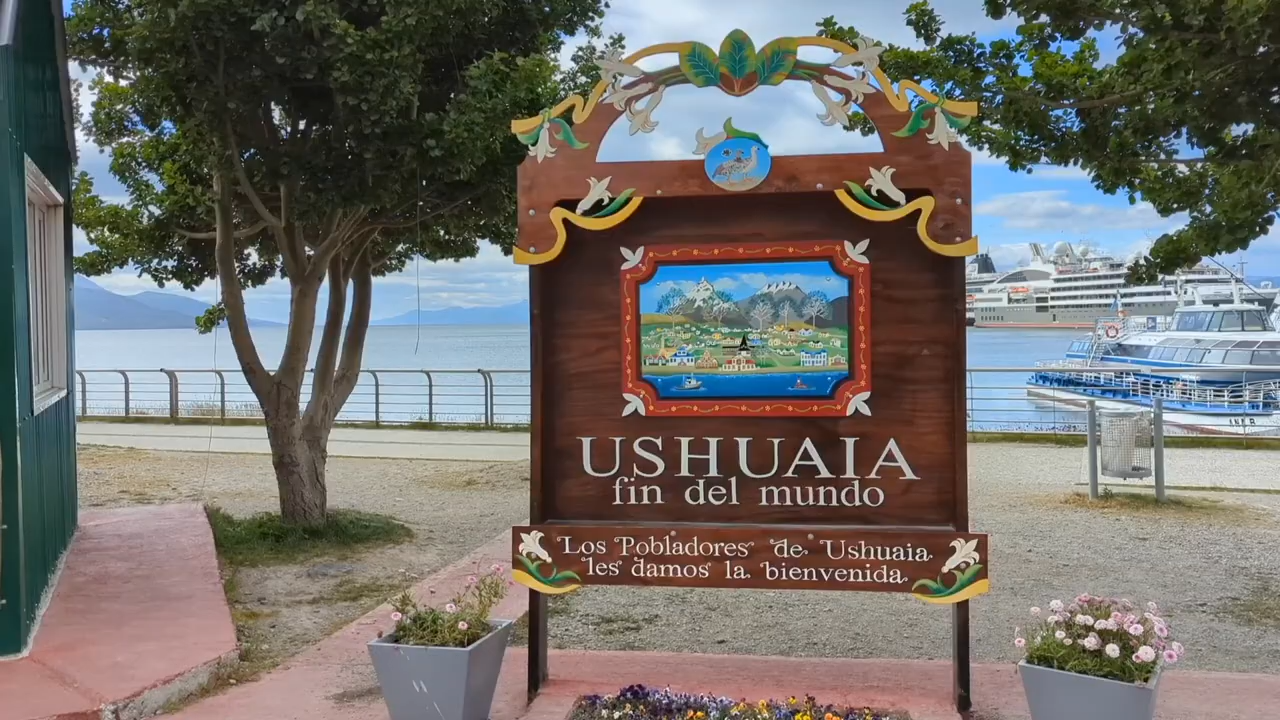 USHUAIA
fin del mundo
Los Pobladores de Ushuaia
les damos la bienvenida